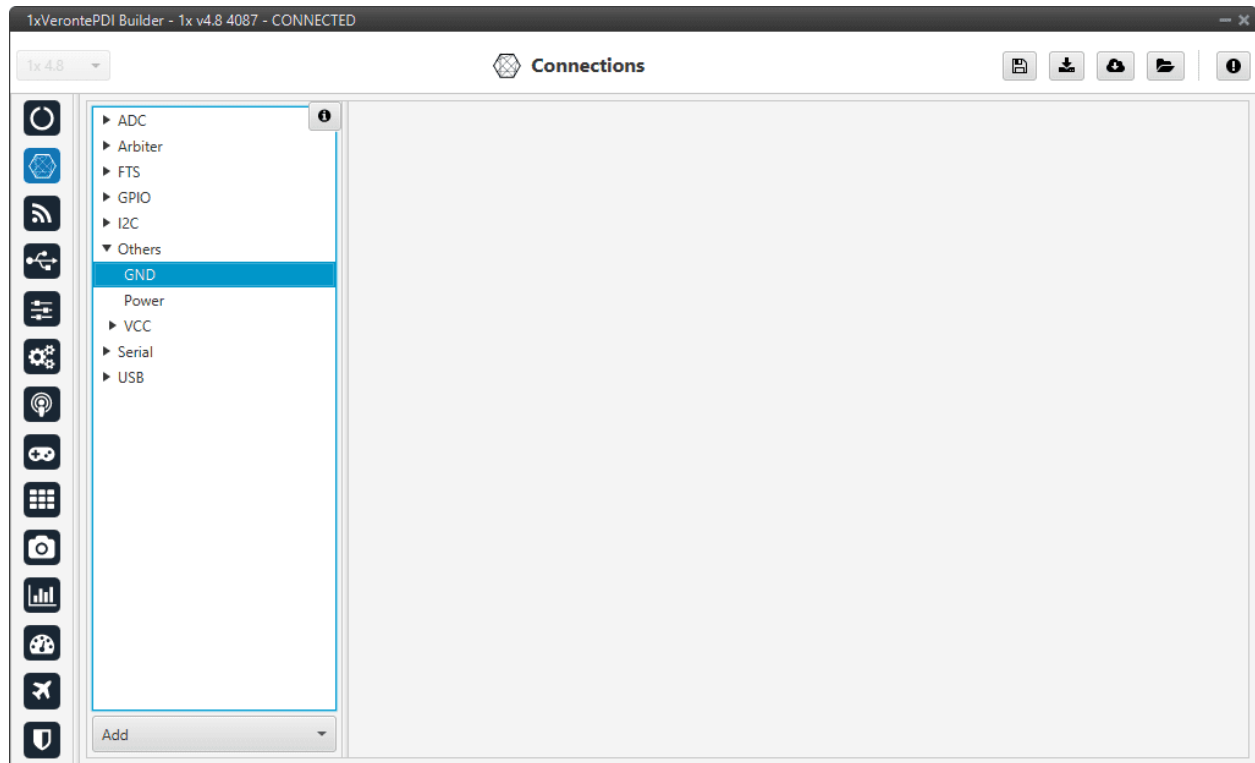 1xVerontePDI Builder - 1x v4.8 4087 - CONNECTED
1x 4.8
Connections
ADC
Arbiter
FTS
GPIO
I2C
Others
GND
Power
VCC
Serial
USB
Add